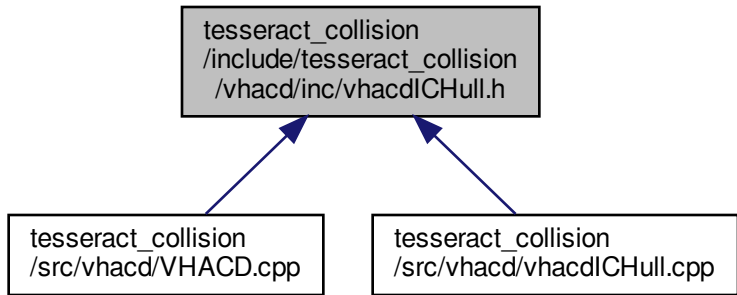 tesseract_collision
/include/tesseract_collision
/vhacd/inc/vhacdICHull.h
tesseract_collision
/src/vhacd/VHACD.cpp
tesseract_collision
/src/vhacd/vhacdICHull.cpp